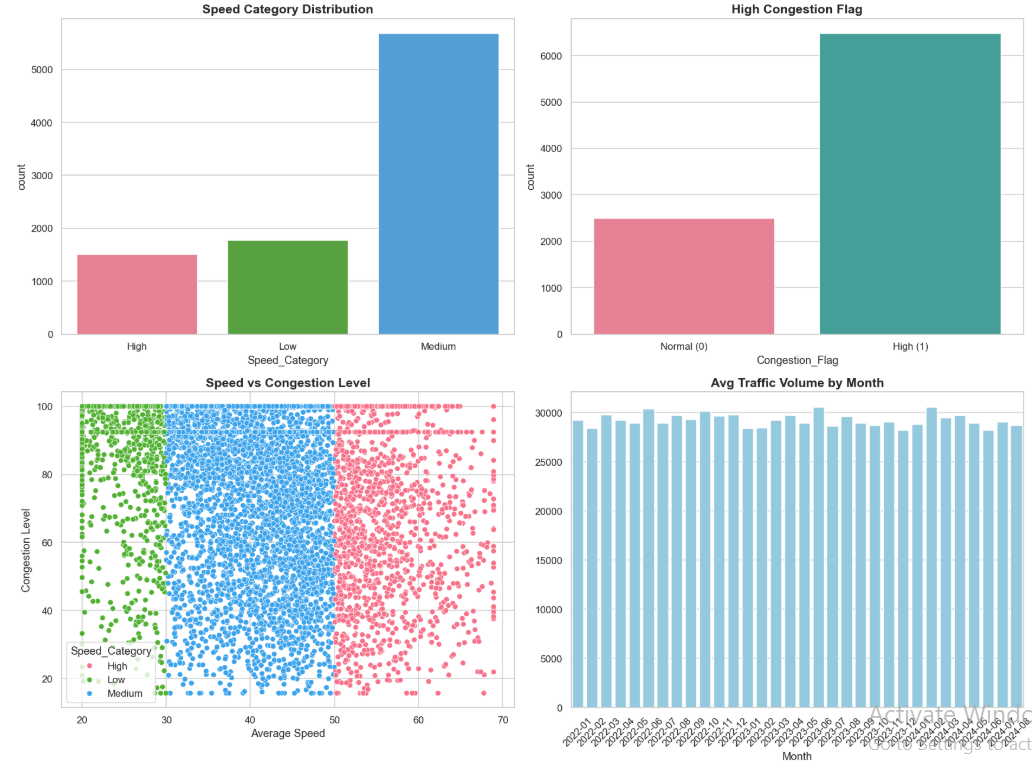 Speed Category Distribution
count
5000
4000
3000
2000
1000
0
High Low Medium
Speed_Category
High Congestion Flag
count
6000
5000
4000
3000
2000
1000
0
Normal (0) High (1)
Congestion_Flag
Speed vs Congestion Level
Congestion Level
100
80
60
40
20
Speed_Category
High
Low
Medium
20 30 40 50 60 70
Average Speed
Avg Traffic Volume by Month
30000
25000
20000
15000
10000
5000
0
2022-01 2022-02 2022-03 2022-04 2022-05 2022-06 2022-07 2022-08 2022-09 2022-10 2022-11 2022-12 2023-01 2023-02 2023-03 2023-04 2023-05 2023-06 2023-07 2023-08 2023-09 2023-10 2023-11 2023-12 2024-01 2024-02 2024-03 2024-04 2024-05 2024-06 2024-07 2024-08
Month
Activate Windo
Go to Settings to act